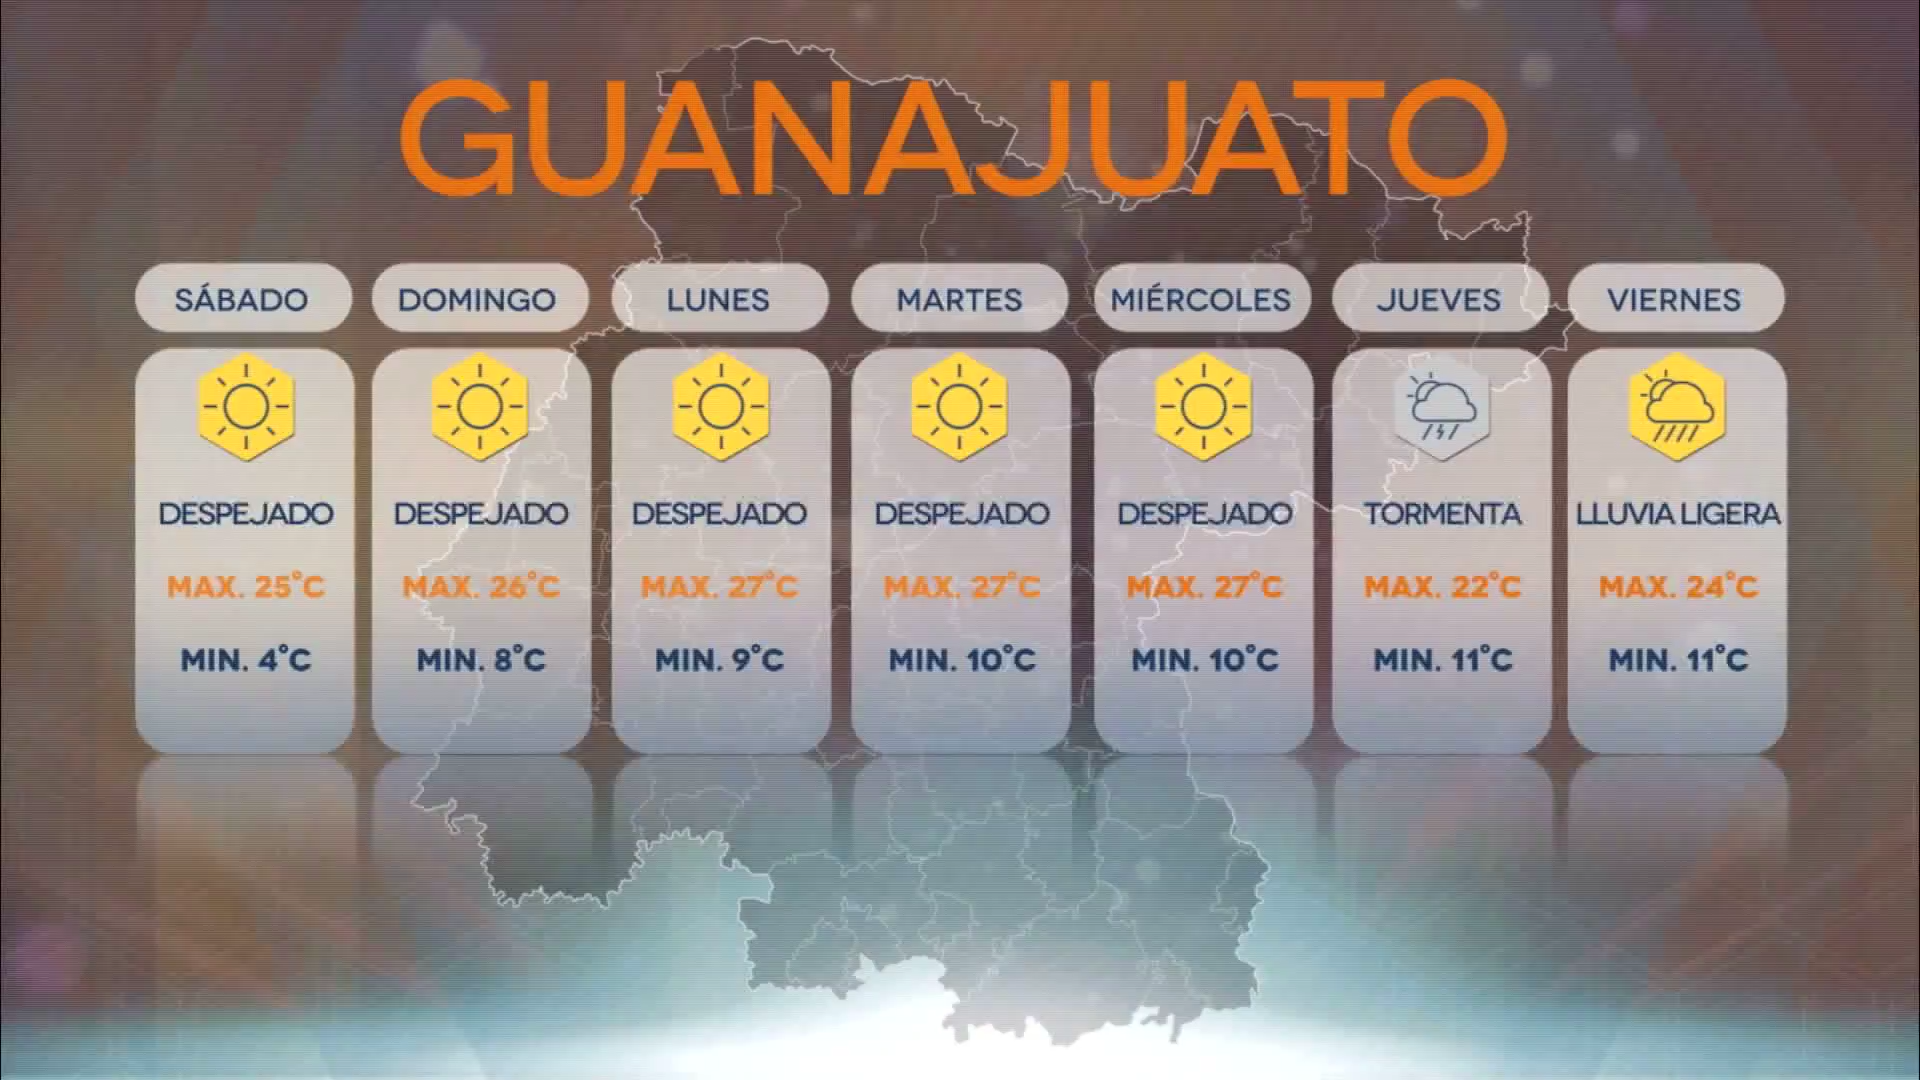 GUANAJUATO
SÁBADO
DESPEJADO
MAX. 25°C
MIN. 4°C
DOMINGO
DESPEJADO
MAX. 26°C
MIN. 8°C
LUNES
DESPEJADO
MAX. 27°C
MIN. 9°C
MARTES
DESPEJADO
MAX. 27°C
MIN. 10°C
MIÉRCOLES
DESPEJADO
MAX. 27°C
MIN. 10°C
JUEVES
TORMENTA
MAX. 22°C
MIN. 11°C
VIERNES
LLUVIA LIGERA
MAX. 24°C
MIN. 11°C